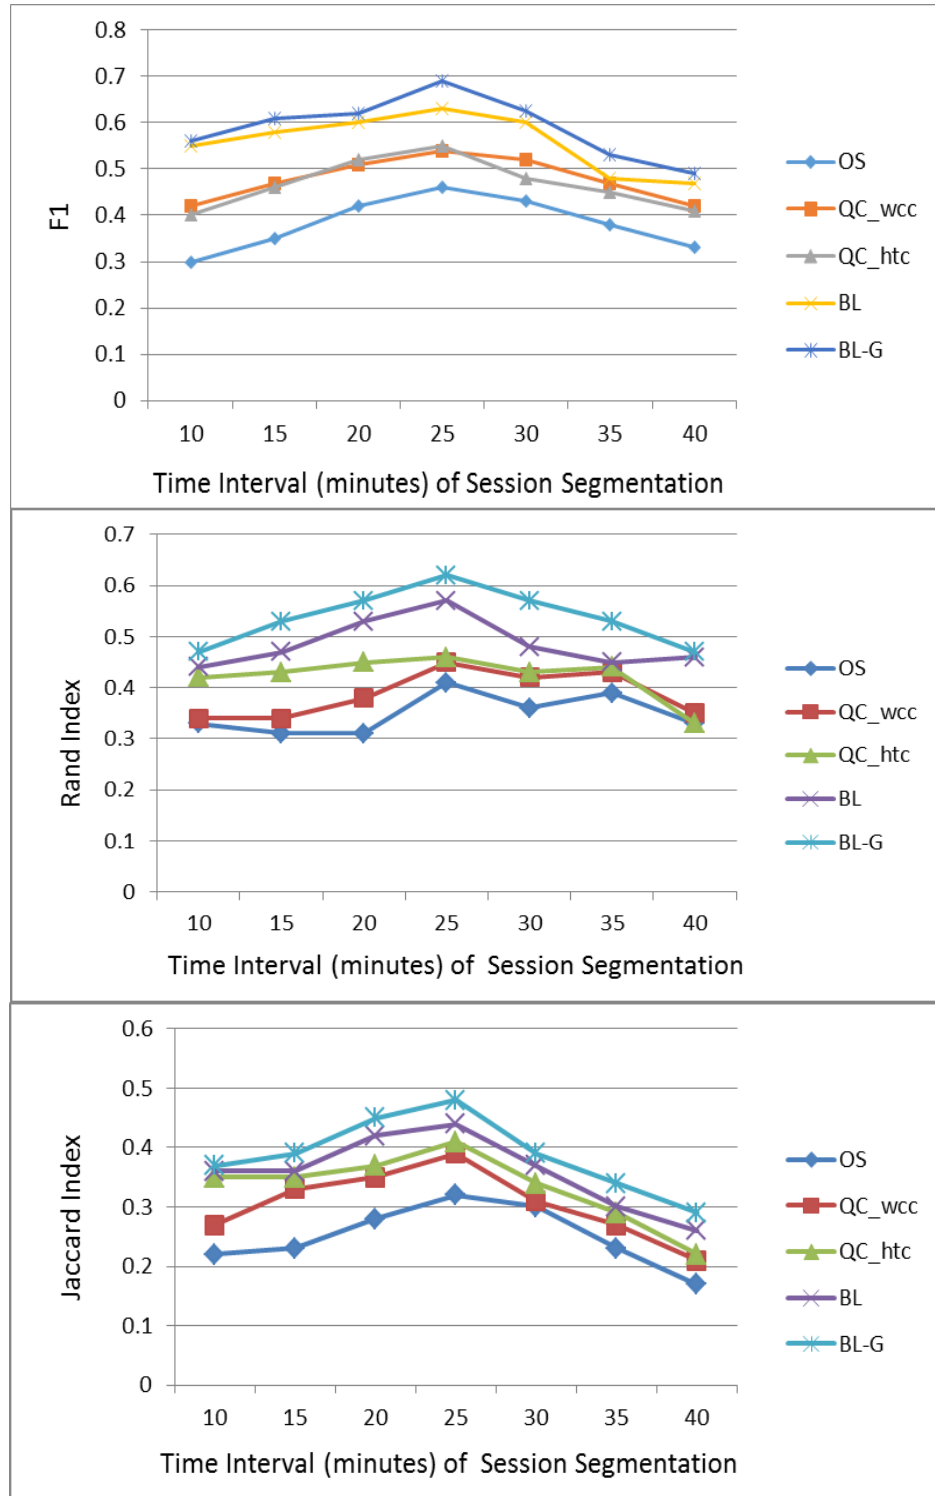 0.8
0.7
0.6
0.5
0.4
0.3
0.2
0.1
0
F1
10 15 20 25 30 35 40
Time Interval (minutes) of Session Segmentation
OS
QC_wcc
QC_htc
BL
BL-G
0.7
0.6
0.5
0.4
0.3
0.2
0.1
0
Rand Index
10 15 20 25 30 35 40
Time Interval (minutes) of Session Segmentation
OS
QC_wcc
QC_htc
BL
BL-G
0.6
0.5
0.4
0.3
0.2
0.1
0
Jaccard Index
10 15 20 25 30 35 40
Time Interval (minutes) of Session Segmentation
OS
QC_wcc
QC_htc
BL
BL-G